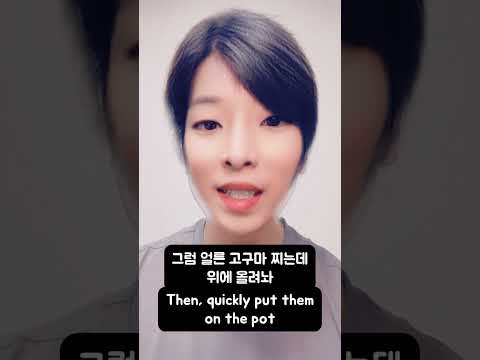 그럼 얼른 고구마 찌는데
위에 올려놔
Then, quickly put them
on the pot